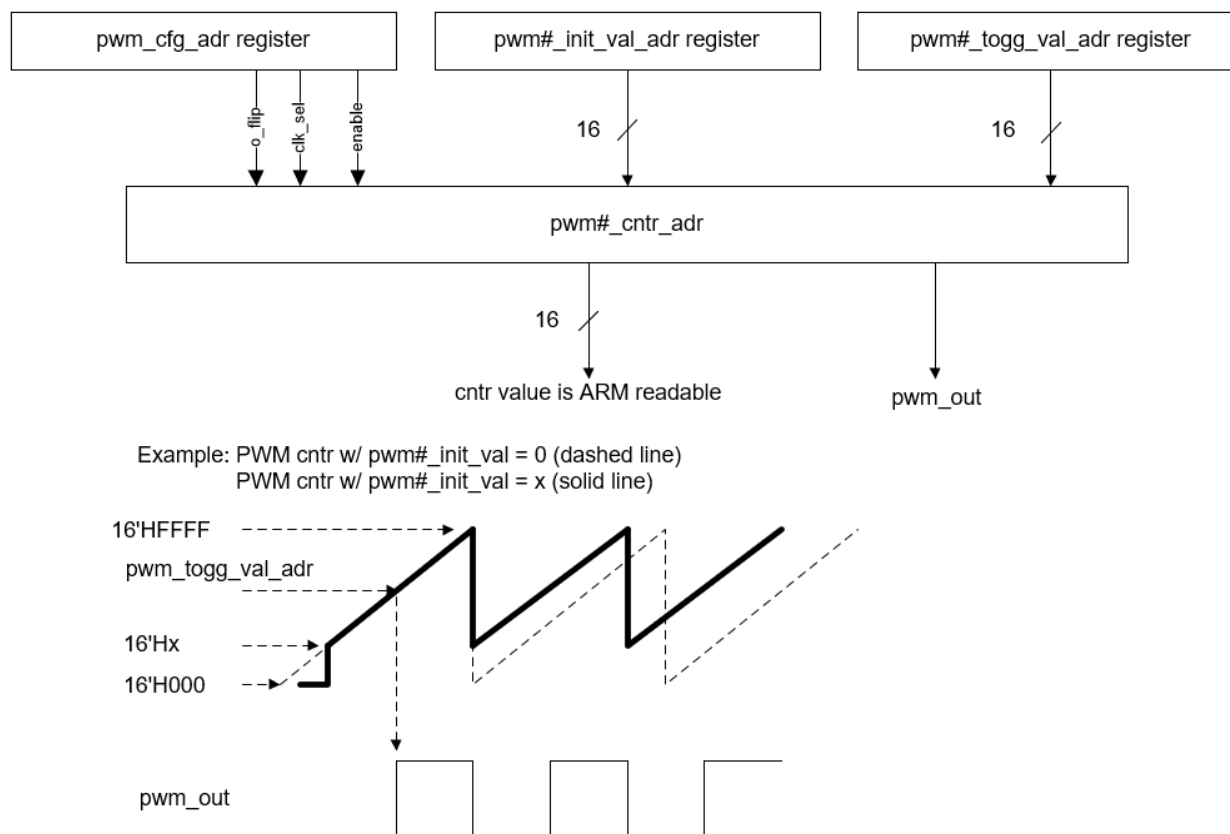 pwm_cfg_adr register
pwm#_init_val_adr register
pwm#_togg_val_adr register
o_flip
clk_sel
enable
16
16
pwm#_cntr_adr
16
cntr value is ARM readable
pwm_out
Example: PWM cntr w/ pwm#_init_val = 0 (dashed line)
PWM cntr w/ pwm#_init_val = x (solid line)
16'HFFFF
pwm_togg_val_adr
16'Hx
16'H000
pwm_out